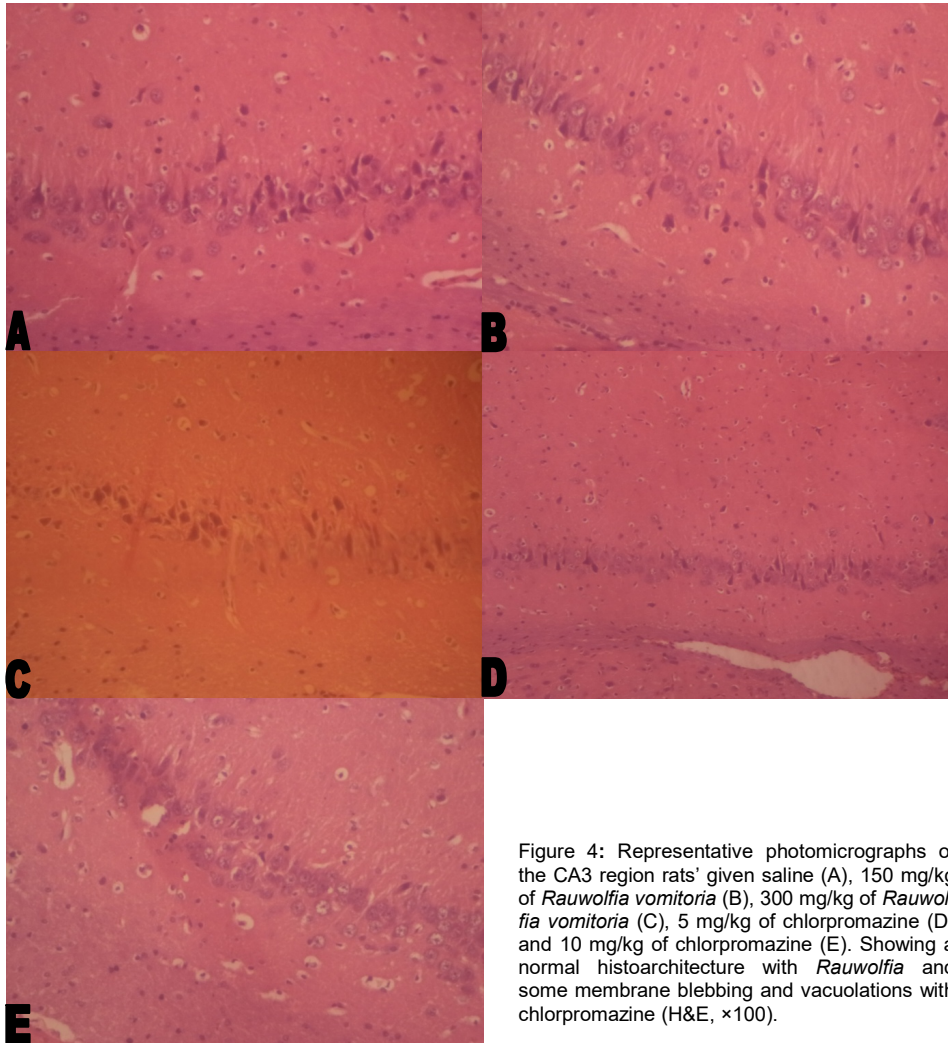 A
B
C
D
E
Figure 4: Representative photomicrographs o
the CA3 region rats' given saline (A), 150 mg/kg
of Rauwolfia vomitoria (B), 300 mg/kg of Rauwol
fia vomitoria (C), 5 mg/kg of chlorpromazine (D
and 10 mg/kg of chlorpromazine (E). Showing a
normal histoarchitecture with Rauwolfia and
some membrane blebbing and vacuolations with
chlorpromazine (H&E, ×100).